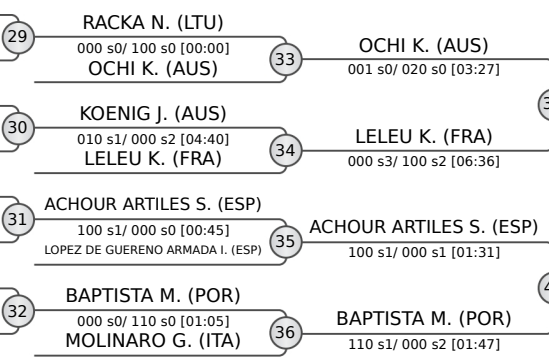 RACKA N. (LTU)
29
000 s0/ 100 s0 [00:00]
OCHI K. (AUS)
33
OCHI K. (AUS)
001 s0/ 020 s0 [03:27]
KOENIG J. (AUS)
30
010 s1/ 000 s2 [04:40]
LELEU K. (FRA)
34
LELEU K. (FRA)
000 s3/ 100 s2 [06:36]
ACHOUR ARTILES S. (ESP)
31
100 s1/ 000 s0 [00:45]
LOPEZ DE GUERENO ARMADA I. (ESP)
35
ACHOUR ARTILES S. (ESP)
100 s1/ 000 s1 [01:31]
BAPTISTA M. (POR)
32
000 s0/ 110 s0 [01:05]
MOLINARO G. (ITA)
36
BAPTISTA M. (POR)
110 s1/ 000 s2 [01:47]